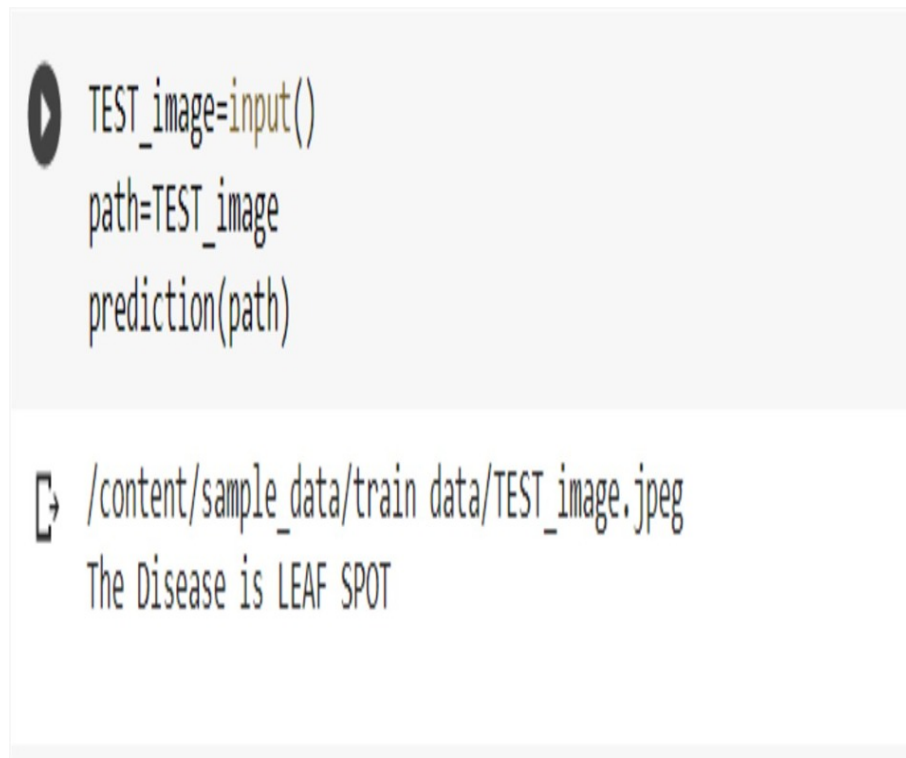 TEST_image=input()
path=TEST_image
prediction(path)
/content/sample_data/train data/TEST_image.jpeg
The Disease is LEAF SPOT